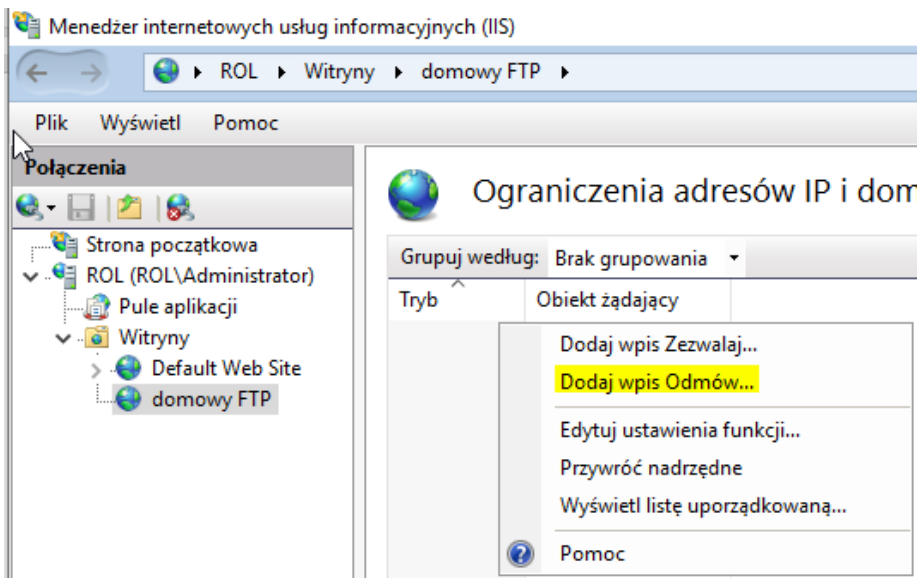 Menedżer internetowych usług informacyjnych (IIS)
ROL Witryny domowy FTP
Plik Wyświetl Pomoc
Połączenia
Strona początkowa
ROL (ROL\Administrator)
Pule aplikacji
Witryny
Default Web Site
domowy FTP
Ograniczenia adresów IP i dom
Grupuj według: Brak grupowania
Tryb Obiekt żądający
Dodaj wpis Zezwalaj...
Dodaj wpis Odmów...
Edytuj ustawienia funkcji...
Przywróć nadrzędne
Wyświetl listę uporządkowaną...
Pomoc